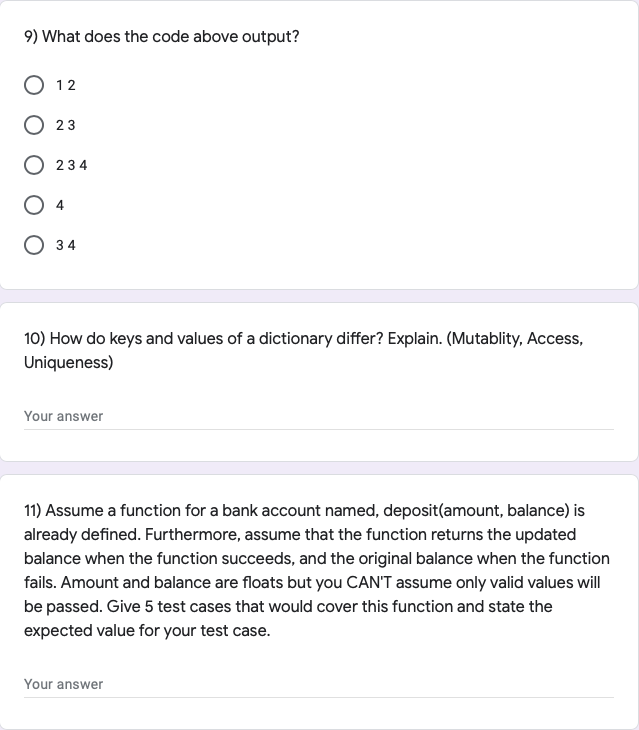 9) What does the code above output?
1 2
2 3
2 3 4
4
3 4
10) How do keys and values of a dictionary differ? Explain. (Mutablity, Access,
Uniqueness)
Your answer
11) Assume a function for a bank account named, deposit(amount, balance) is
already defined. Furthermore, assume that the function returns the updated
balance when the function succeeds, and the original balance when the function
fails. Amount and balance are floats but you CAN'T assume only valid values will
be passed. Give 5 test cases that would cover this function and state the
expected value for your test case.
Your answer